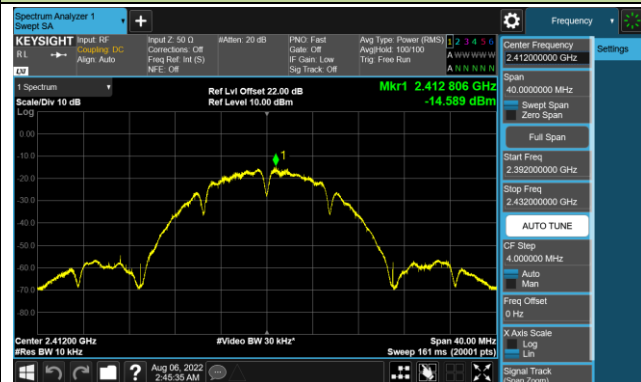 Spectrum Analyzer 1
Swept SA
+
Frequency
KEYSIGHT
RL
LXI
Input: RF
Coupling: DC
Align: Auto
Input Z: 50 Ω
Corrections: Off
Freq Ref: Int (S)
NFE: Off
#Atten: 20 dB
PNO: Fast
Gate: Off
IF Gain: Low
Sig Track: Off
Avg Type: Power (RMS)
Avg|Hold: 100/100
Trig: Free Run
1 2 3 4 5 6
A W W W W W
A N N N N N
1 Spectrum
Scale/Div 10 dB
Log
Ref Lvl Offset 22.00 dB
Ref Level 10.00 dBm
Mkr1 2.412 806 GHz
-14.589 dBm
1
0.00
-10.0
-20.0
-30.0
-40.0
-50.0
-60.0
-70.0
-80.0
Center 2.41200 GHz
#Res BW 10 kHz
#Video BW 30 kHz*
Span 40.00 MHz
Sweep 161 ms (20001 pts)
Aug 06, 2022
2:45:35 AM
?
Center Frequency
2.412000000 GHz
Settings
Span
40.0000000 MHz
Swept Span
Zero Span
Full Span
Start Freq
2.392000000 GHz
Stop Freq
2.432000000 GHz
AUTO TUNE
CF Step
4.000000 MHz
Auto
Man
Freq Offset
0 Hz
X Axis Scale
Log
Lin
Signal Track
(Span Zoom)